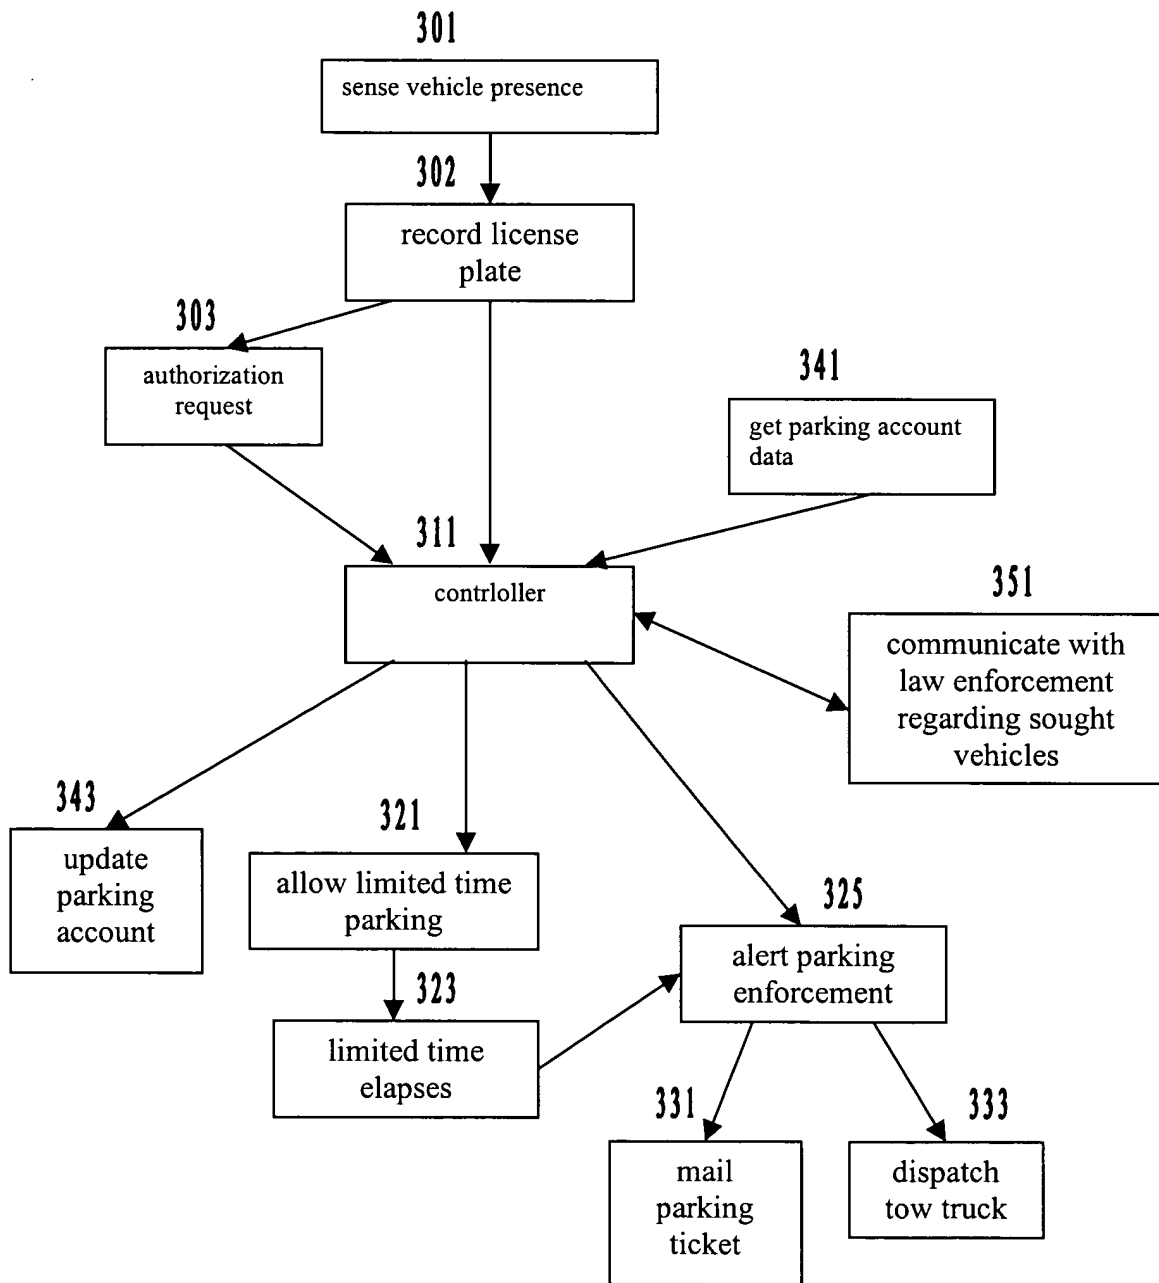 301
sense vehicle presence
302
record license
plate
303
authorization
request
341
get parking account
data
311
contrloller
351
communicate with
law enforcement
regarding sought
vehicles
343
update
parking
account
321
allow limited time
parking
325
alert parking
enforcement
323
limited time
elapses
331
mail
parking
ticket
333
dispatch
tow truck